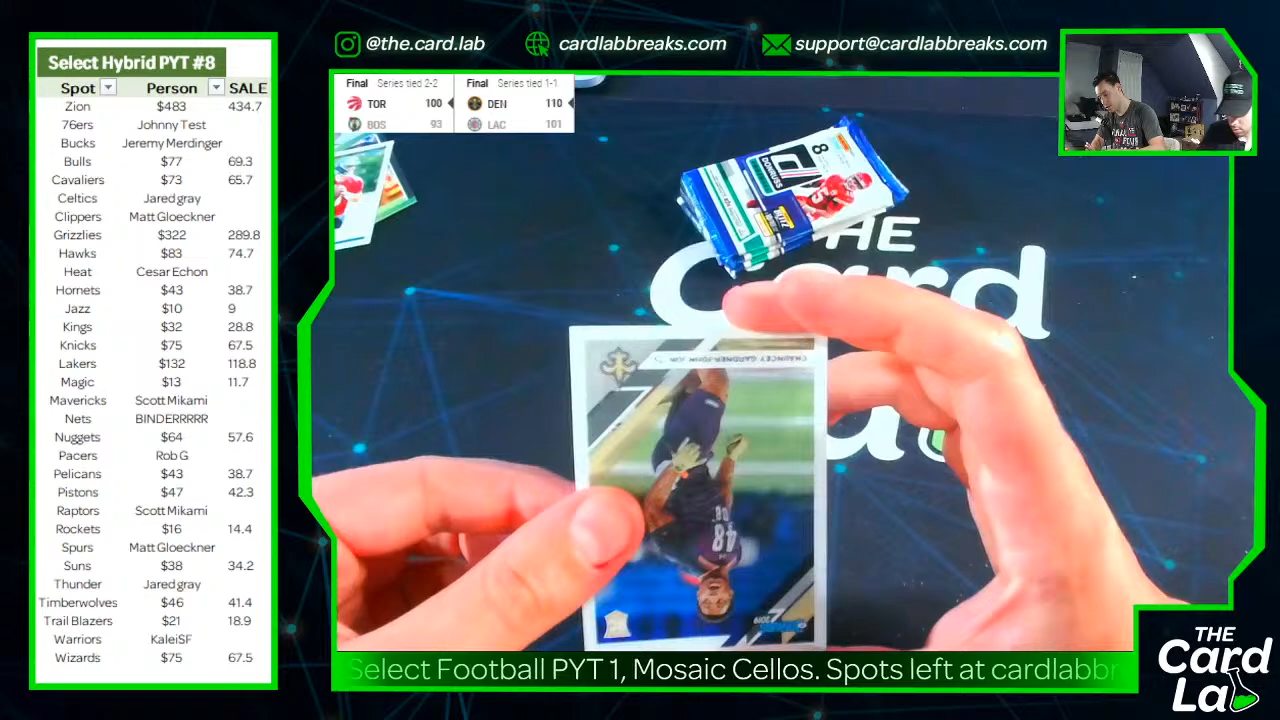 @the.card.lab
cardlabbreaks.com
support@cardlabbreaks.com
Select Hybrid PYT #8
Spot Person SALE
Zion $483 434.7
76ers Johnny Test
Bucks Jeremy Merdinger
Bulls $77 69.3
Cavaliers $73 65.7
Celtics Jared gray
Clippers Matt Gloeckner
Grizzlies $322 289.8
Hawks $83 74.7
Heat Cesar Echon
Hornets $43 38.7
Jazz $10 9
Kings $32 28.8
Knicks $75 67.5
Lakers $132 118.8
Magic $13 11.7
Mavericks Scott Mikami
Nets BINDERRRRR
Nuggets $64 57.6
Pacers Rob G
Pelicans $43 38.7
Pistons $47 42.3
Raptors Scott Mikami
Rockets $16 14.4
Spurs Matt Gloeckner
Suns $38 34.2
Thunder Jared gray
Timberwolves $46 41.4
Trail Blazers $21 18.9
Warriors KaleiSF
Wizards $75 67.5
Final Series tied 2-2
TOR 100
BOS 93
Final Series tied 1-1
DEN 110
LAC 101
8
DONRUSS
THE
Card
La
CHAUNCEY GARDNER-JOHNSON
48
2019
Select Football PYT 1, Mosaic Cellos. Spots left at cardlabbr
THE
Card
Lab